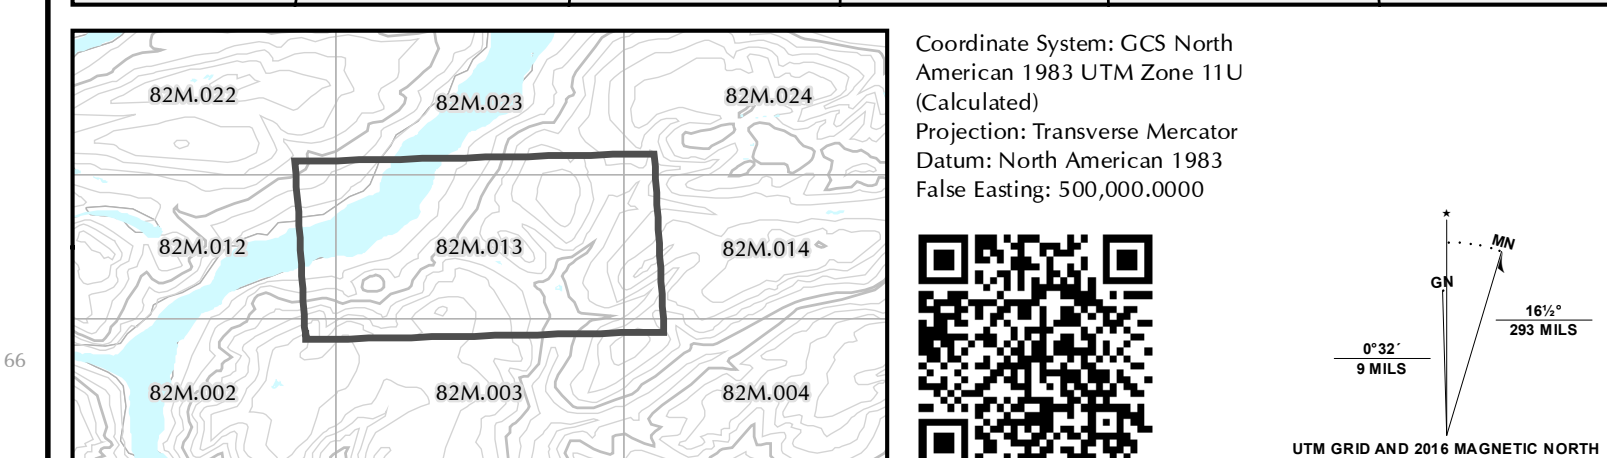 82M.022
82M.023
82M.024
82M.012
82M.013
82M.014
66
82M.002
82M.003
82M.004
Coordinate System: GCS North
American 1983 UTM Zone 11U
(Calculated)
Projection: Transverse Mercator
Datum: North American 1983
False Easting: 500,000.0000
MN
GN
16½°
293 MILS
0°32´
9 MILS
UTM GRID AND 2016 MAGNETIC NORTH